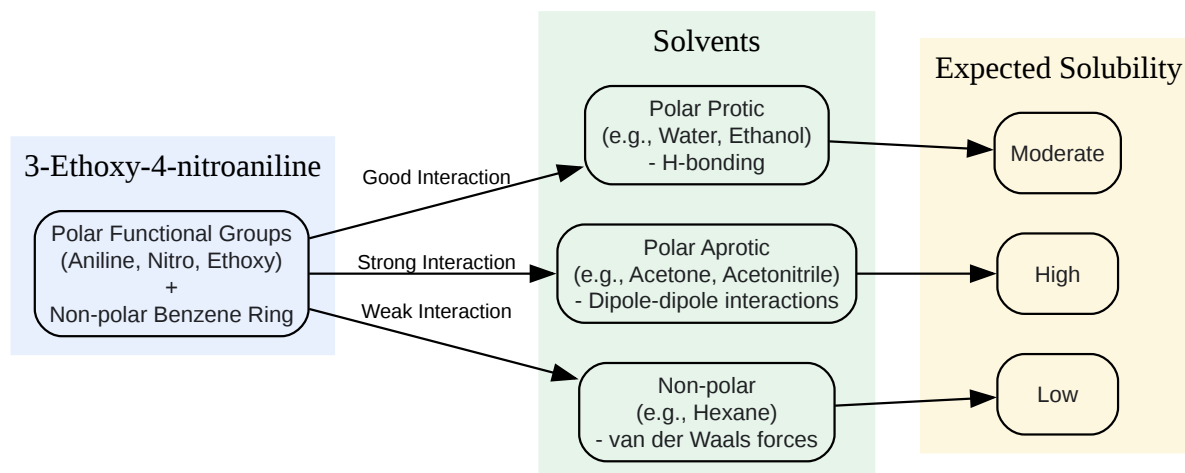 3-Ethoxy-4-nitroaniline
Polar Functional Groups
(Aniline, Nitro, Ethoxy)
+
Non-polar Benzene Ring
Good Interaction
Strong Interaction
Weak Interaction
Solvents
Polar Protic
(e.g., Water, Ethanol)
- H-bonding
Polar Aprotic
(e.g., Acetone, Acetonitrile)
- Dipole-dipole interactions
Non-polar
(e.g., Hexane)
- van der Waals forces
Expected Solubility
Moderate
High
Low